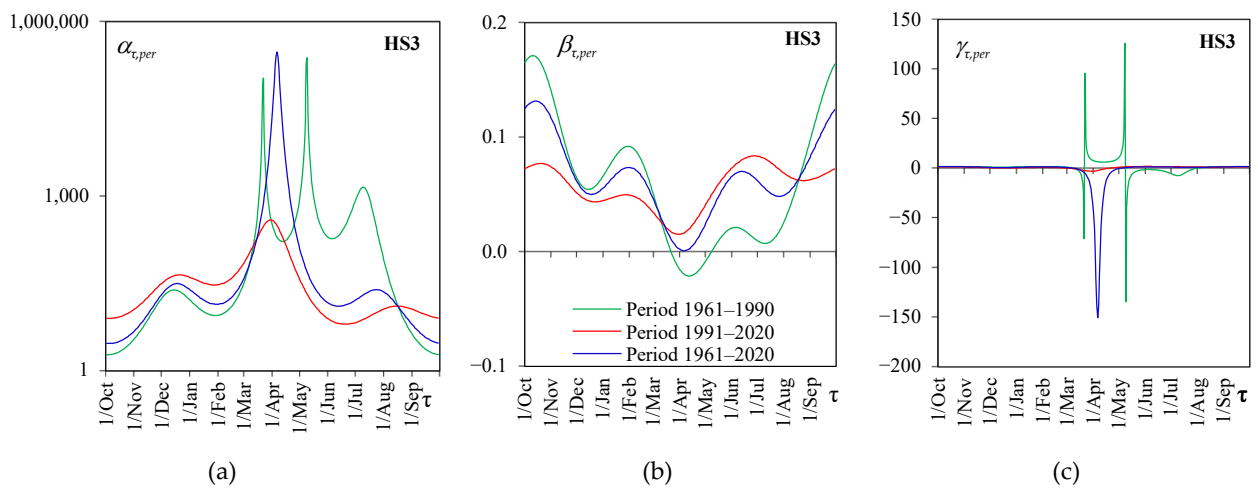 1,000,000
α_{τ,per}
HS3
1,000
1
1/Oct
1/Nov
1/Dec
1/Jan
1/Feb
1/Mar
1/Apr
1/May
1/Jun
1/Jul
1/Aug
1/Sep
τ
(a)
0.2
β_{τ,per}
HS3
0.1
0.0
Period 1961–1990
Period 1991–2020
Period 1961–2020
−0.1
1/Oct
1/Nov
1/Dec
1/Jan
1/Feb
1/Mar
1/Apr
1/May
1/Jun
1/Jul
1/Aug
1/Sep
τ
(b)
150
γ_{τ,per}
HS3
100
50
0
−50
−100
−150
−200
1/Oct
1/Nov
1/Dec
1/Jan
1/Feb
1/Mar
1/Apr
1/May
1/Jun
1/Jul
1/Aug
1/Sep
τ
(c)